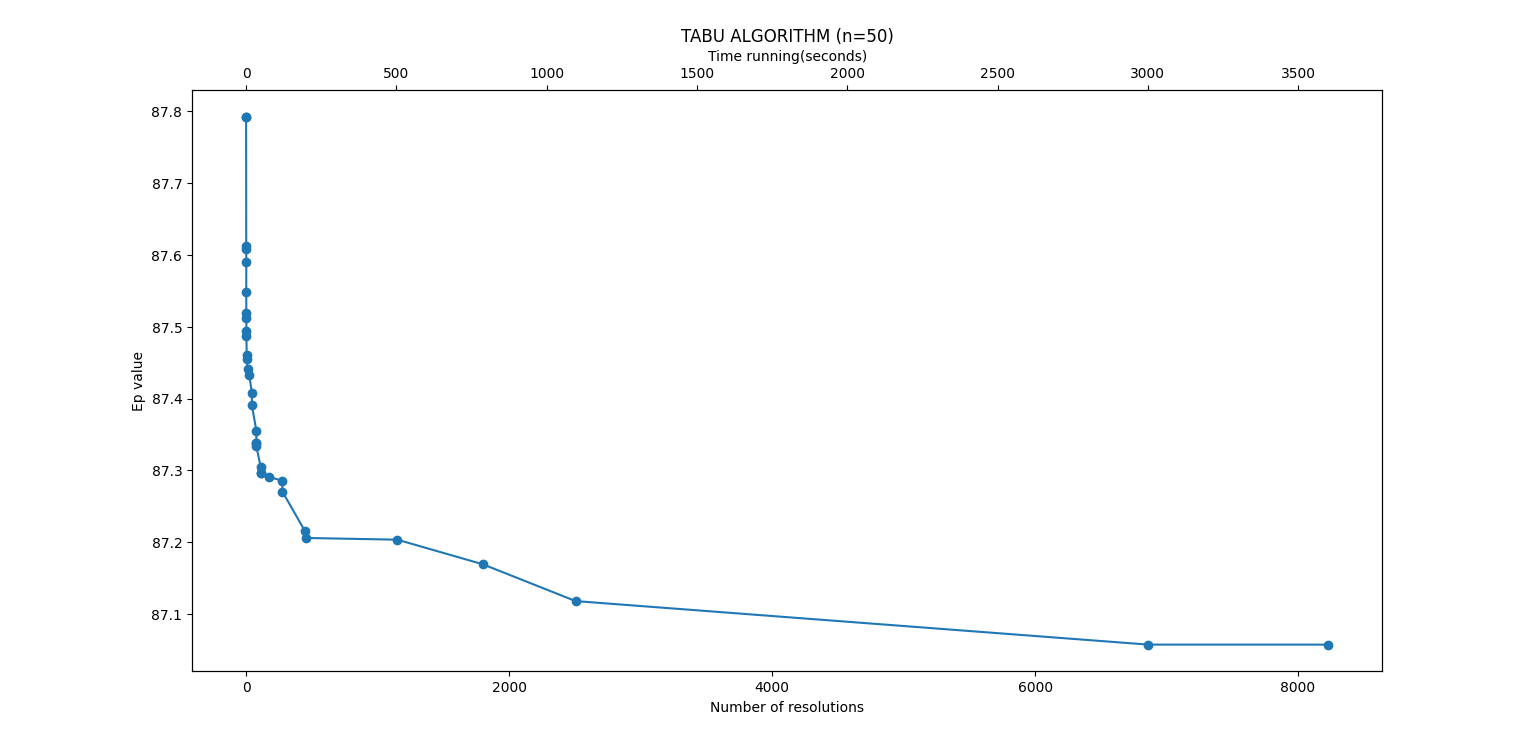 TABU ALGORITHM (n=50)
Time running(seconds)
0 500 1000 1500 2000 2500 3000 3500
87.8
87.7
87.6
87.5
87.4
87.3
87.2
87.1
Ep value
0 2000 4000 6000 8000
Number of resolutions